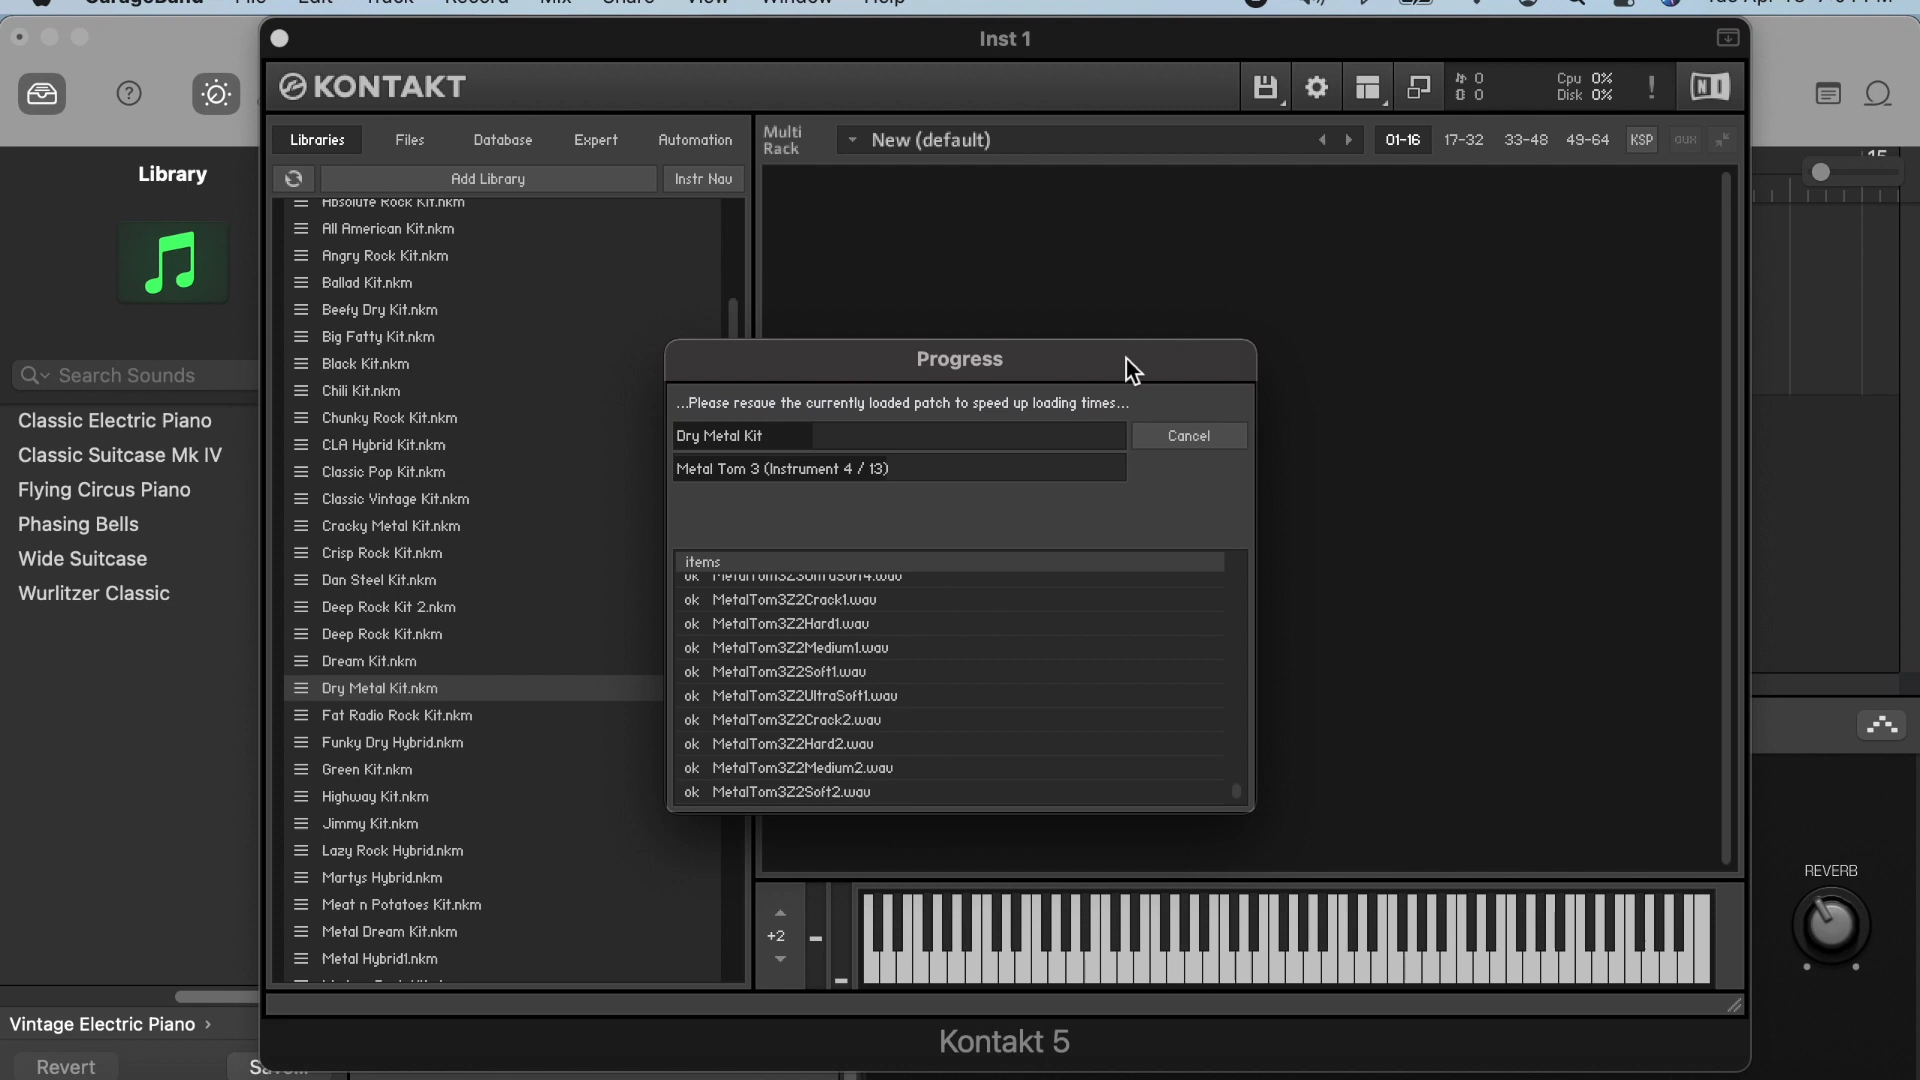 Inst 1
KONTAKT
0
0
Cpu 0%
Disk 0%
!
Libraries
Files
Database
Expert
Automation
Multi
Rack
New (default)
01-16
17-32
33-48
49-64
KSP
aux
Library
Add Library
Instr Nav
Absolute Rock Kit.nkm
All American Kit.nkm
Angry Rock Kit.nkm
Ballad Kit.nkm
Beefy Dry Kit.nkm
Big Fatty Kit.nkm
Black Kit.nkm
Chili Kit.nkm
Chunky Rock Kit.nkm
CLA Hybrid Kit.nkm
Classic Pop Kit.nkm
Classic Vintage Kit.nkm
Cracky Metal Kit.nkm
Crisp Rock Kit.nkm
Dan Steel Kit.nkm
Deep Rock Kit 2.nkm
Deep Rock Kit.nkm
Dream Kit.nkm
Dry Metal Kit.nkm
Fat Radio Rock Kit.nkm
Funky Dry Hybrid.nkm
Green Kit.nkm
Highway Kit.nkm
Jimmy Kit.nkm
Lazy Rock Hybrid.nkm
Martys Hybrid.nkm
Meat n Potatoes Kit.nkm
Metal Dream Kit.nkm
Metal Hybrid1.nkm
Search Sounds
Classic Electric Piano
Classic Suitcase Mk IV
Flying Circus Piano
Phasing Bells
Wide Suitcase
Wurlitzer Classic
Progress
...Please resave the currently loaded patch to speed up loading times...
Dry Metal Kit
Cancel
Metal Tom 3 (Instrument 4 / 13)
items
ok MetalTom3Z3UltraSoft4.wav
ok MetalTom3Z2Crack1.wav
ok MetalTom3Z2Hard1.wav
ok MetalTom3Z2Medium1.wav
ok MetalTom3Z2Soft1.wav
ok MetalTom3Z2UltraSoft1.wav
ok MetalTom3Z2Crack2.wav
ok MetalTom3Z2Hard2.wav
ok MetalTom3Z2Medium2.wav
ok MetalTom3Z2Soft2.wav
REVERB
+2
Vintage Electric Piano ›
Revert
Kontakt 5